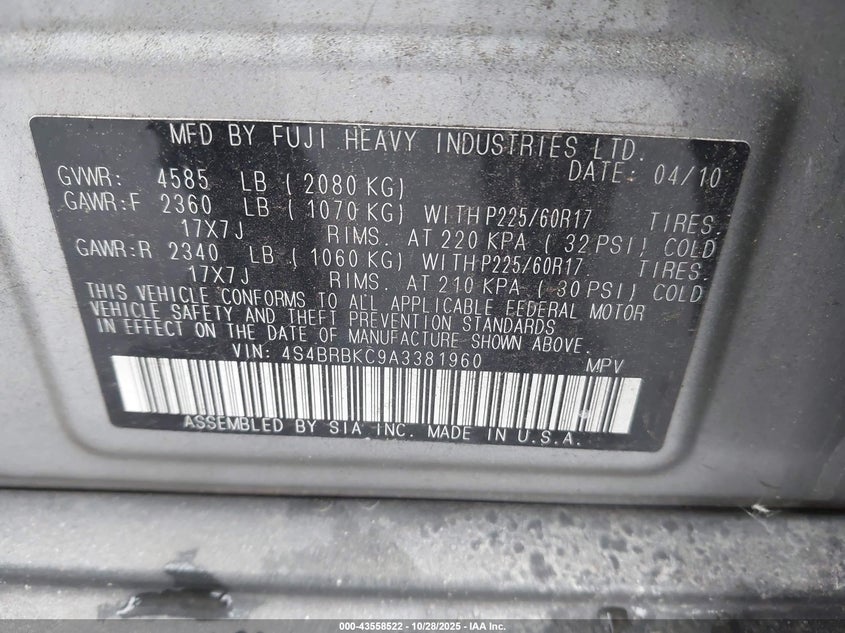 MFD BY FUJI HEAVY INDUSTRIES LTD.
DATE: 04/10
GVWR: 4585 LB ( 2080 KG)
GAWR:F 2360 LB ( 1070 KG) WITH P225/60R17 TIRES.
17X7J RIMS. AT 220 KPA ( 32 PSI) COLD
GAWR:R 2340 LB ( 1060 KG) WITH P225/60R17 TIRES.
17X7J RIMS. AT 210 KPA ( 30 PSI) COLD
THIS VEHICLE CONFORMS TO ALL APPLICABLE FEDERAL MOTOR
VEHICLE SAFETY AND THEFT PREVENTION STANDARDS
IN EFFECT ON THE DATE OF MANUFACTURE SHOWN ABOVE.
VIN: 4S4BRBKC9A3381960 MPV
ASSEMBLED BY SIA INC. MADE IN U.S.A.
000-43558522 - 10/28/2025 - IAA Inc.